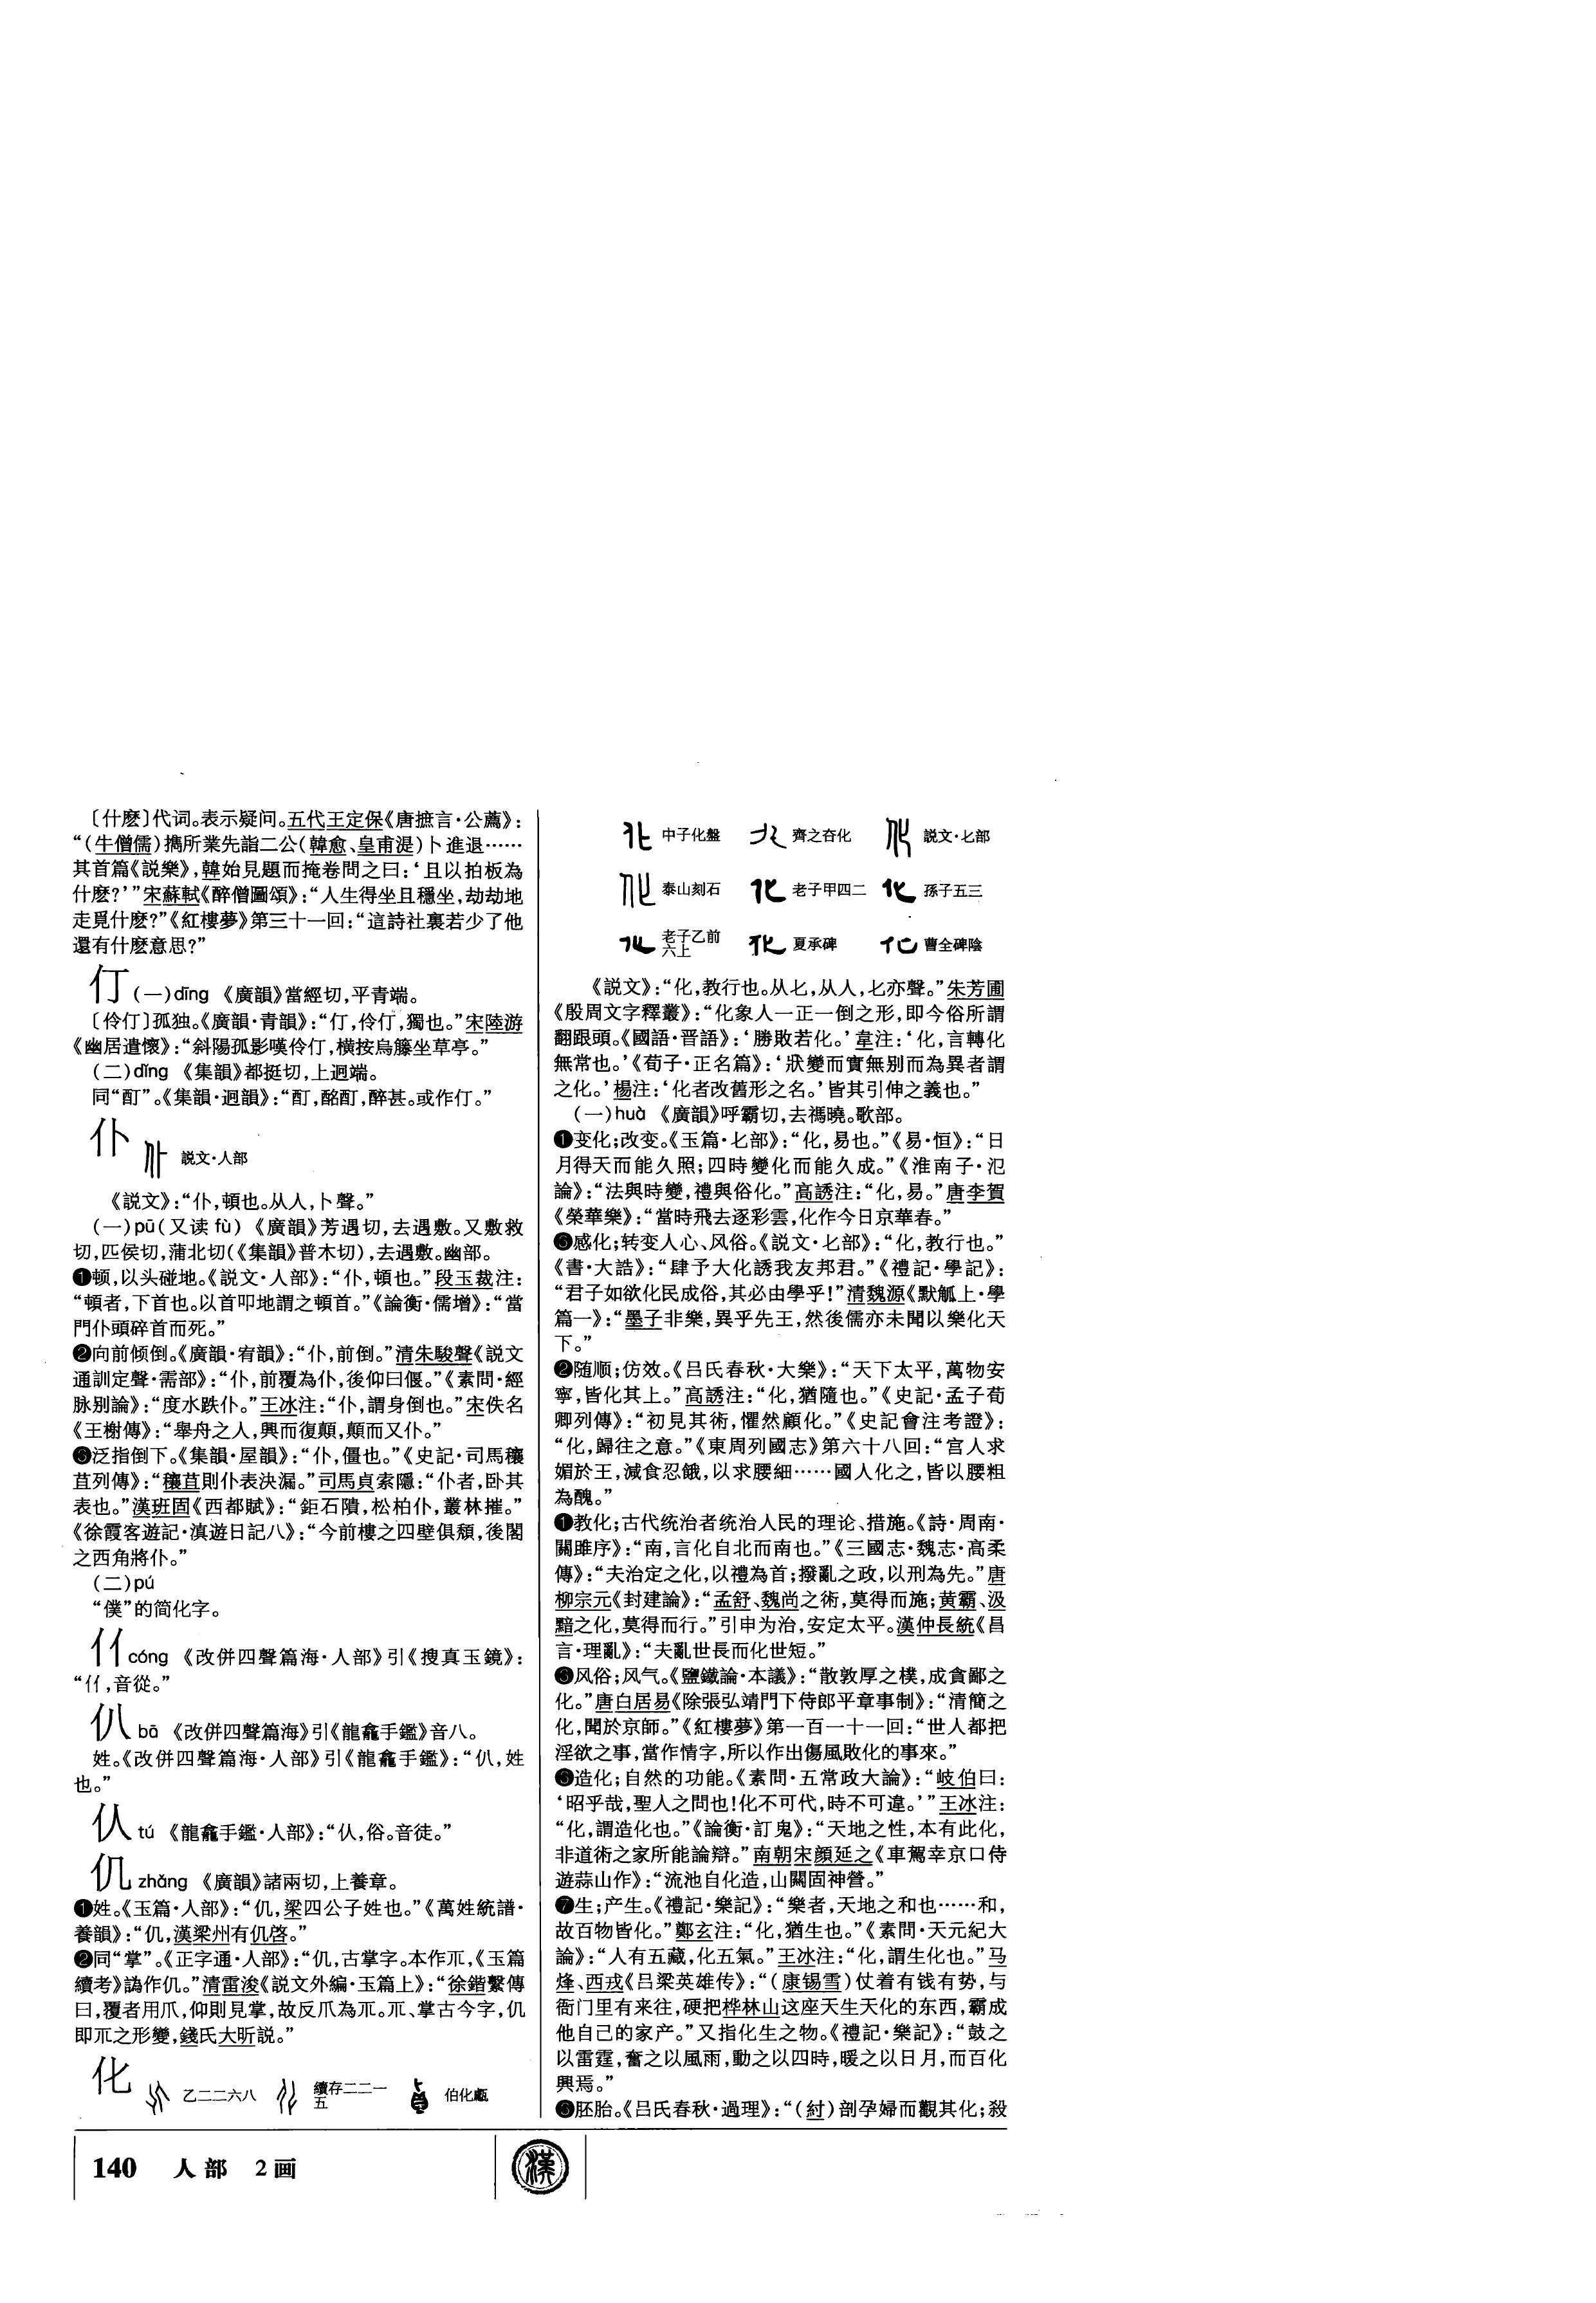 〔什麽〕代词。表示疑问。五代王定保《唐摭言·公薦》：
“(牛僧儒)攜所業先詣二公(韓愈、皇甫湜)卜進退……
其首篇《説樂》，韓始見題而掩卷問之曰：‘且以拍板為
什麽？’”宋蘇軾《醉僧圖頌》：“人生得坐且穩坐，劫劫地
走覓什麽？”《紅樓夢》第三十一回：“這詩社裏若少了他
還有什麽意思？”
仃 (一)dīng 《廣韻》當經切，平青端。
〔伶仃〕孤独。《廣韻·青韻》：“仃，伶仃，獨也。”宋陸游
《幽居遣懷》：“斜陽孤影嘆伶仃，横按烏籐坐草亭。”
(二)dǐng 《集韻》都挺切，上迥端。
同“酊”。《集韻·迥韻》：“酊，酩酊，醉甚。或作仃。”
仆 説文·人部
《説文》：“仆，頓也。从人，卜聲。”
(一)pū(又读 fù) 《廣韻》芳遇切，去遇敷。又敷救
切，匹侯切，蒲北切(《集韻》普木切)，去遇敷。幽部。
❶顿，以头碰地。《説文·人部》：“仆，頓也。”段玉裁注：
“頓者，下首也。以首叩地謂之頓首。”《論衡·儒增》：“當
門仆頭碎首而死。”
❷向前倾倒。《廣韻·宥韻》：“仆，前倒。”清朱駿聲《説文
通訓定聲·需部》：“仆，前覆為仆，後仰曰偃。”《素問·經
脉别論》：“度水跌仆。”王冰注：“仆，謂身倒也。”宋佚名
《王榭傳》：“舉舟之人，興而復顛，顛而又仆。”
❸泛指倒下。《集韻·屋韻》：“仆，僵也。”《史記·司馬穰
苴列傳》：“穰苴則仆表決漏。”司馬貞索隱：“仆者，卧其
表也。”漢班固《西都賦》：“鉅石隤，松柏仆，叢林摧。”
《徐霞客遊記·滇遊日記八》：“今前樓之四壁俱頹，後閣
之西角將仆。”
(二)pú
“僕”的简化字。
㐺 cóng 《改併四聲篇海·人部》引《搜真玉鏡》：
“，音從。”
仈 bā 《改併四聲篇海》引《龍龕手鑑》音八。
姓。《改併四聲篇海·人部》引《龍龕手鑑》：“仈，姓
也。”
仦 tú 《龍龕手鑑·人部》：“，俗。音徒。”
仉 zhǎng 《廣韻》諸兩切，上養章。
❶姓。《玉篇·人部》：“仉，梁四公子姓也。”《萬姓統譜·
養韻》：“仉，漢梁州有仉啓。”
❷同“掌”。《正字通·人部》：“仉，古掌字。本作𠃨，《玉篇
續考》譌作仉。”清雷浚《説文外編·玉篇上》：“徐鍇繫傳
曰，覆者用爪，仰則見掌，故反爪為𠃨。𠃨、掌古今字，仉
即𠃨之形變，錢氏大昕説。”
化 乙二二六八 續存二二一五 伯化甗
中子化盤 齊之夻化 説文·𠤎部
泰山刻石 老子甲四二 孫子五三
老子乙前六上 夏承碑 曹全碑陰
《説文》：“化，教行也。从𠤎，从人，𠤎亦聲。”朱芳圃
《殷周文字釋叢》：“化象人一正一倒之形，即今俗所謂
翻跟頭。《國語·晋語》：‘勝敗若化。’韋注：‘化，言轉化
無常也。’《荀子·正名篇》：‘狀變而實無别而為異者謂
之化。’楊注：‘化者改舊形之名。’皆其引伸之義也。”
(一)huà 《廣韻》呼霸切，去禡曉。歌部。
❶变化；改变。《玉篇·𠤎部》：“化，易也。”《易·恒》：“日
月得天而能久照；四時變化而能久成。”《淮南子·氾
論》：“法與時變，禮與俗化。”高誘注：“化，易。”唐李賀
《榮華樂》：“當時飛去逐彩雲，化作今日京華春。”
❸感化；转变人心、风俗。《説文·𠤎部》：“化，教行也。”
《書·大誥》：“肆予大化誘我友邦君。”《禮記·學記》：
“君子如欲化民成俗，其必由學乎！”清魏源《默觚上·學
篇一》：“墨子非樂，異乎先王，然後儒亦未聞以樂化天
下。”
❷随顺；仿效。《吕氏春秋·大樂》：“天下太平，萬物安
寧，皆化其上。”高誘注：“化，猶隨也。”《史記·孟子荀
卿列傳》：“初見其術，懼然顧化。”《史記會注考證》：
“化，歸往之意。”《東周列國志》第六十八回：“宫人求
媚於王，減食忍餓，以求腰細……國人化之，皆以腰粗
為醜。”
❶教化；古代统治者统治人民的理论、措施。《詩·周南·
關雎序》：“南，言化自北而南也。”《三國志·魏志·高柔
傳》：“夫治定之化，以禮為首；撥亂之政，以刑為先。”唐
柳宗元《封建論》：“孟舒、魏尚之術，莫得而施；黄霸、汲
黯之化，莫得而行。”引申为治，安定太平。漢仲長統《昌
言·理亂》：“夫亂世長而化世短。”
❸风俗；风气。《鹽鐵論·本議》：“散敦厚之樸，成貪鄙之
化。”唐白居易《除張弘靖門下侍郎平章事制》：“清簡之
化，聞於京師。”《紅樓夢》第一百一十一回：“世人都把
淫欲之事，當作情字，所以作出傷風敗化的事來。”
❻造化；自然的功能。《素問·五常政大論》：“岐伯曰：
‘昭乎哉，聖人之問也！化不可代，時不可違。’”王冰注：
“化，謂造化也。”《論衡·訂鬼》：“天地之性，本有此化，
非道術之家所能論辯。”南朝宋顔延之《車駕幸京口侍
遊蒜山作》：“流池自化造，山關固神營。”
❼生；产生。《禮記·樂記》：“樂者，天地之和也……和，
故百物皆化。”鄭玄注：“化，猶生也。”《素問·天元紀大
論》：“人有五藏，化五氣。”王冰注：“化，謂生化也。”马
烽、西戎《吕梁英雄传》：“(康锡雪)仗着有钱有势，与
衙门里有来往，硬把桦林山这座天生天化的东西，霸成
他自己的家产。”又指化生之物。《禮記·樂記》：“鼓之
以雷霆，奮之以風雨，動之以四時，暖之以日月，而百化
興焉。”
❸胚胎。《吕氏春秋·過理》：“(紂)剖孕婦而觀其化；殺
140 人部 2画
漢